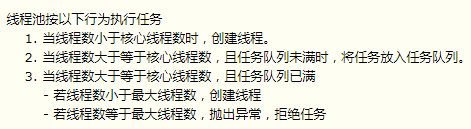 线程池按以下行为执行任务
1. 当线程数小于核心线程数时，创建线程。
2. 当线程数大于等于核心线程数，且任务队列未满时，将任务放入任务队列。
3. 当线程数大于等于核心线程数，且任务队列已满
- 若线程数小于最大线程数，创建线程
- 若线程数等于最大线程数，抛出异常，拒绝任务